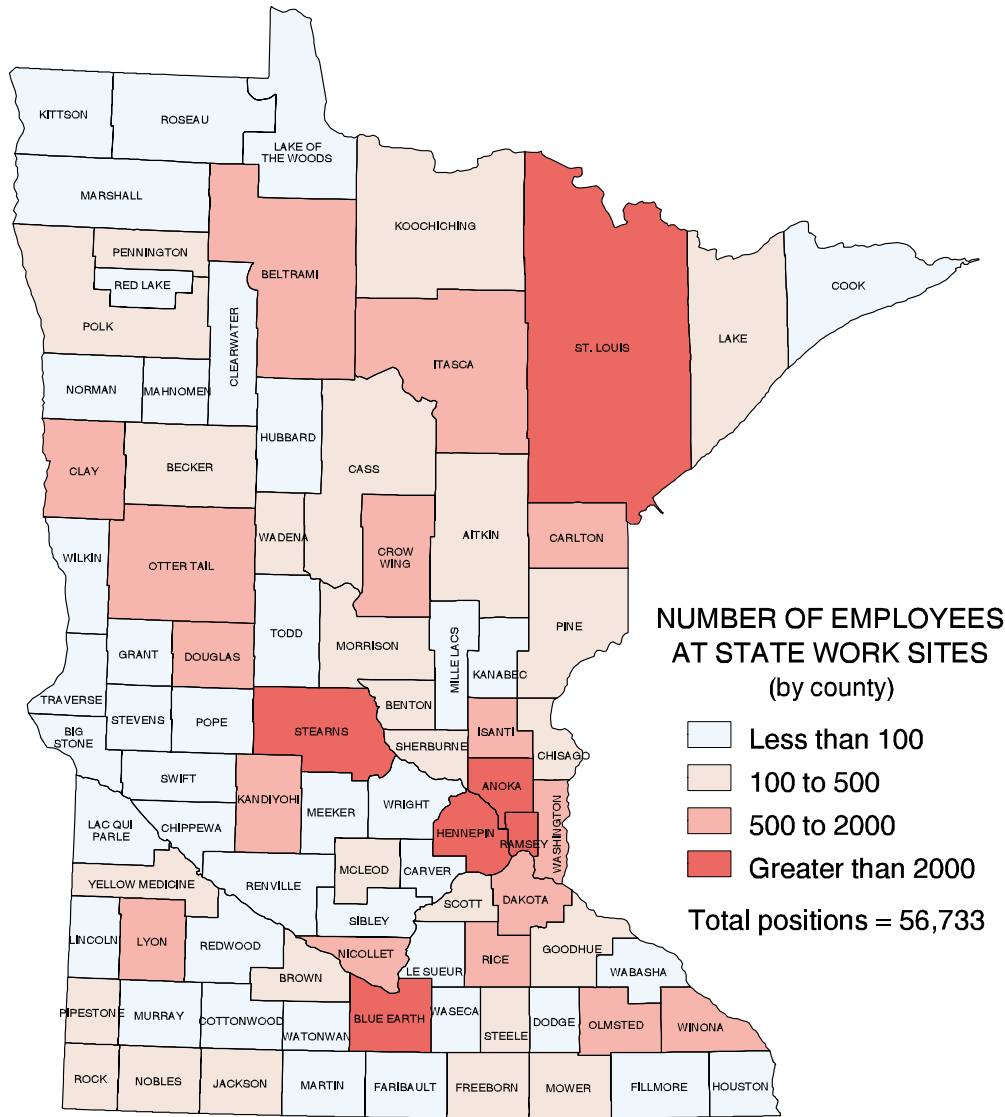 KITTSON
ROSEAU
LAKE OF
THE WOODS
MARSHALL
KOOCHICHING
PENNINGTON
BELTRAMI
RED LAKE
COOK
POLK
CLEARWATER
LAKE
ST. LOUIS
ITASCA
NORMAN
MAHNOMEN
HUBBARD
CLAY
BECKER
CASS
WADENA
AITKIN
CARLTON
CROW
WING
WILKIN
OTTER TAIL
TODD
MORRISON
MILLE LACS
PINE
GRANT
DOUGLAS
KANABEC
TRAVERSE
BENTON
STEVENS
POPE
STEARNS
ISANTI
BIG
STONE
SHERBURNE
CHISAGO
SWIFT
ANOKA
KANDIYOHI
MEEKER
WRIGHT
WASHINGTON
LAC QUI
PARLE
CHIPPEWA
HENNEPIN
RAMSEY
YELLOW MEDICINE
RENVILLE
MCLEOD
CARVER
DAKOTA
SCOTT
SIBLEY
LINCOLN
LYON
REDWOOD
NICOLLET
RICE
GOODHUE
BROWN
LE SUEUR
WABASHA
PIPESTONE
MURRAY
COTTONWOOD
WATONWAN
BLUE EARTH
WASECA
STEELE
DODGE
OLMSTED
WINONA
ROCK
NOBLES
JACKSON
MARTIN
FARIBAULT
FREEBORN
MOWER
FILLMORE
HOUSTON
NUMBER OF EMPLOYEES
AT STATE WORK SITES
(by county)
Less than 100
100 to 500
500 to 2000
Greater than 2000
Total positions = 56,733